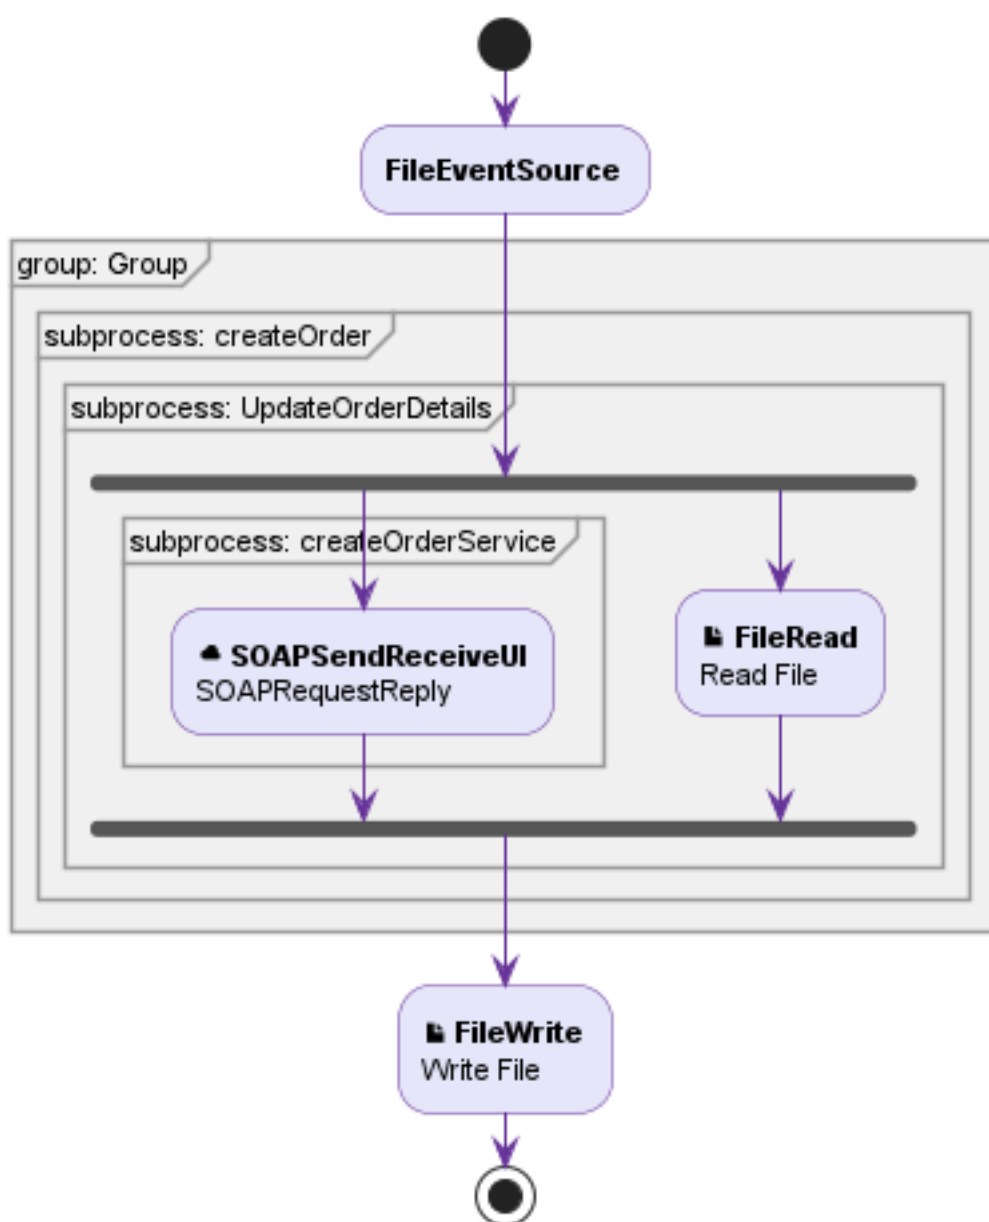 FileEventSource
group: Group
subprocess: createOrder
subprocess: UpdateOrderDetails
subprocess: createOrderService
SOAPSendReceiveUI
SOAPRequestReply
FileRead
Read File
FileWrite
Write File